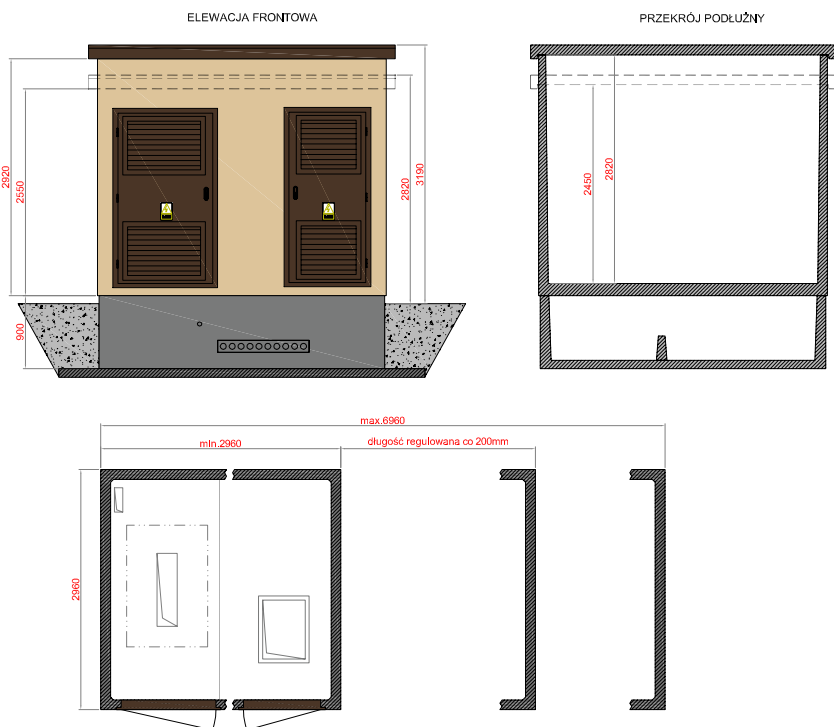 ELEWACJA FRONTOWA
PRZEKRÓJ PODŁUŻNY
2920
2550
900
2820
3190
2450
2820
max.6960
min.2960
długość regulowana co 200mm
2960